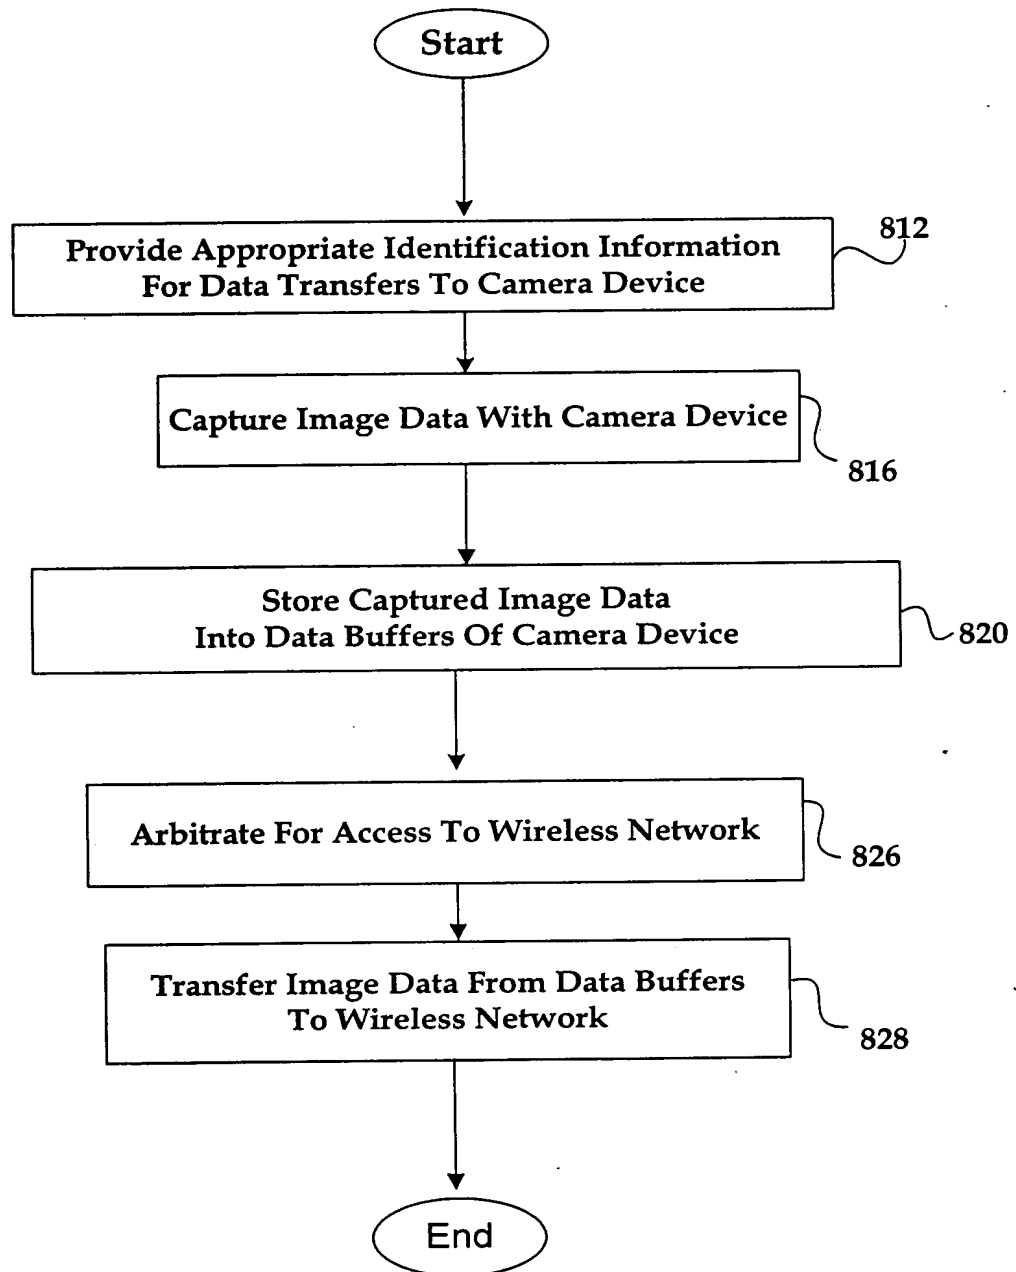 Start
Provide Appropriate Identification Information
For Data Transfers To Camera Device
812
Capture Image Data With Camera Device
816
Store Captured Image Data
Into Data Buffers Of Camera Device
820
Arbitrate For Access To Wireless Network
826
Transfer Image Data From Data Buffers
To Wireless Network
828
End